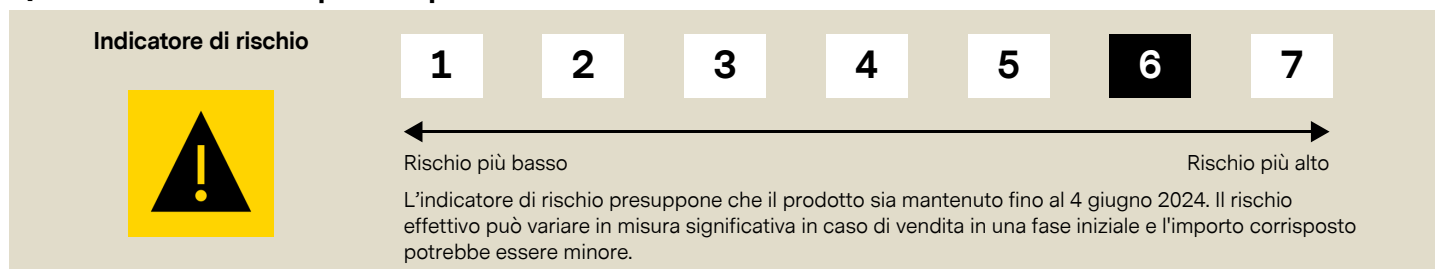 Indicatore di rischio
1 2 3 4 5 6 7
Rischio più basso Rischio più alto
L'indicatore di rischio presuppone che il prodotto sia mantenuto fino al 4 giugno 2024. Il rischio
effettivo può variare in misura significativa in caso di vendita in una fase iniziale e l'importo corrisposto
potrebbe essere minore.